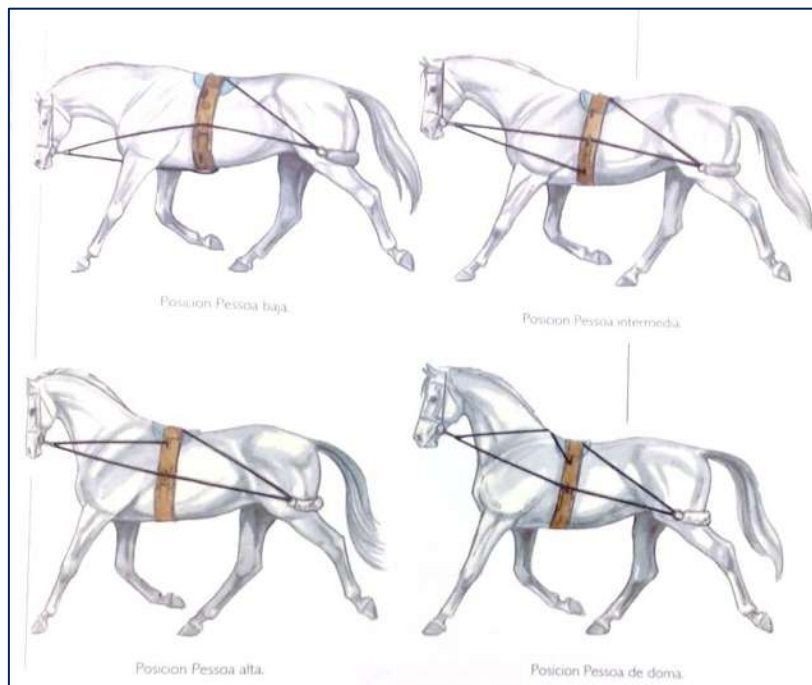 Posicion Pessoa baja.
Posicion Pessoa intermedia.
Posicion Pessoa alta.
Posicion Pessoa de doma.